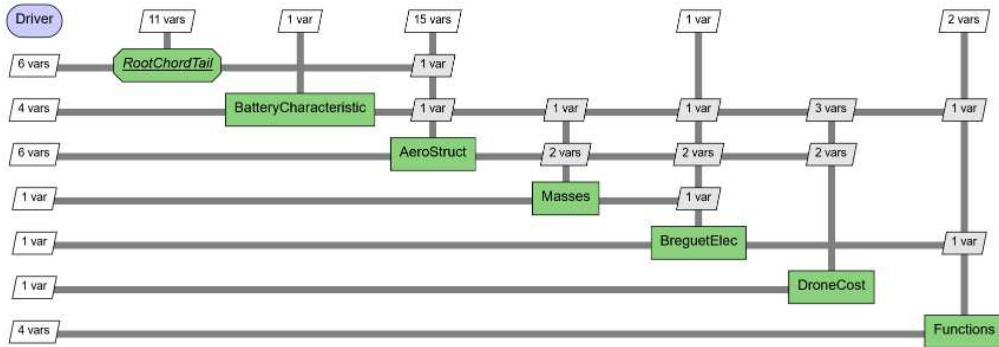 Driver
11 vars
1 var
15 vars
1 var
2 vars
6 vars
RootChordTail
1 var
4 vars
BatteryCharacteristic
1 var
1 var
1 var
3 vars
1 var
6 vars
AeroStruct
2 vars
2 vars
2 vars
1 var
Masses
1 var
1 var
BreguetElec
1 var
1 var
DroneCost
4 vars
Functions